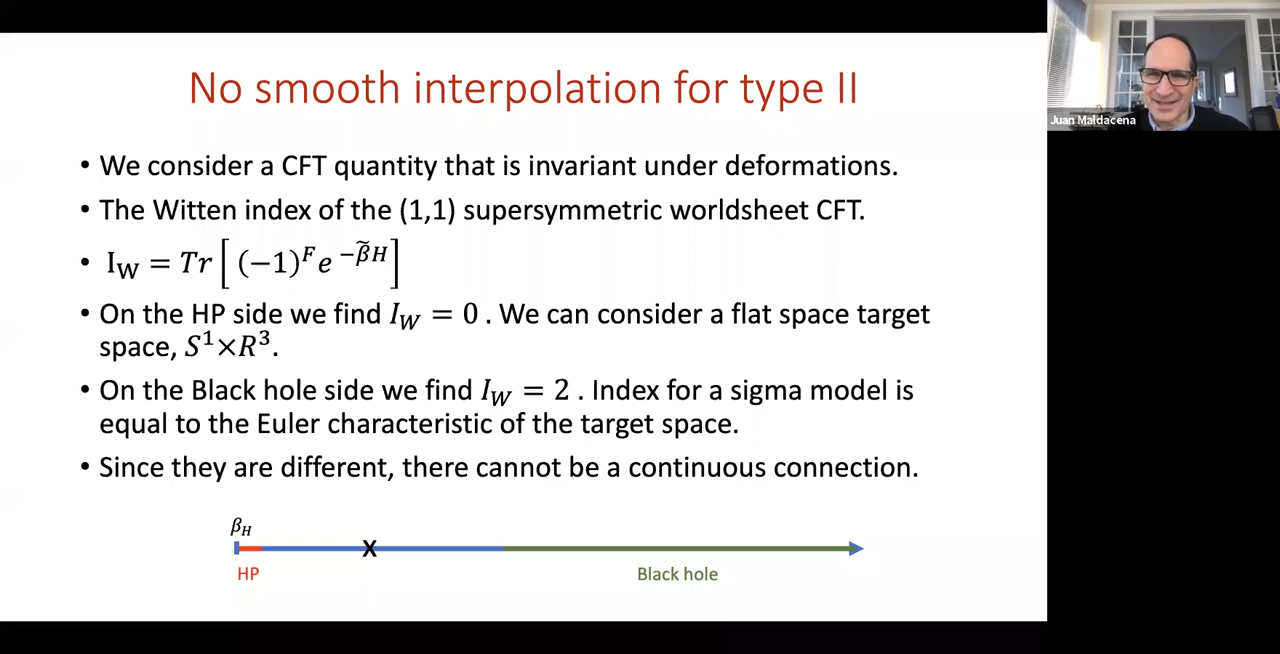 No smooth interpolation for type II
Juan Maldacena
• We consider a CFT quantity that is invariant under deformations.
• The Witten index of the (1,1) supersymmetric worldsheet CFT.
• I_W = Tr[(−1)^F e^{−β̃H}]
• On the HP side we find I_W = 0 . We can consider a flat space target
space, S¹×R³.
• On the Black hole side we find I_W = 2 . Index for a sigma model is
equal to the Euler characteristic of the target space.
• Since they are different, there cannot be a continuous connection.
β_H
X
HP
Black hole